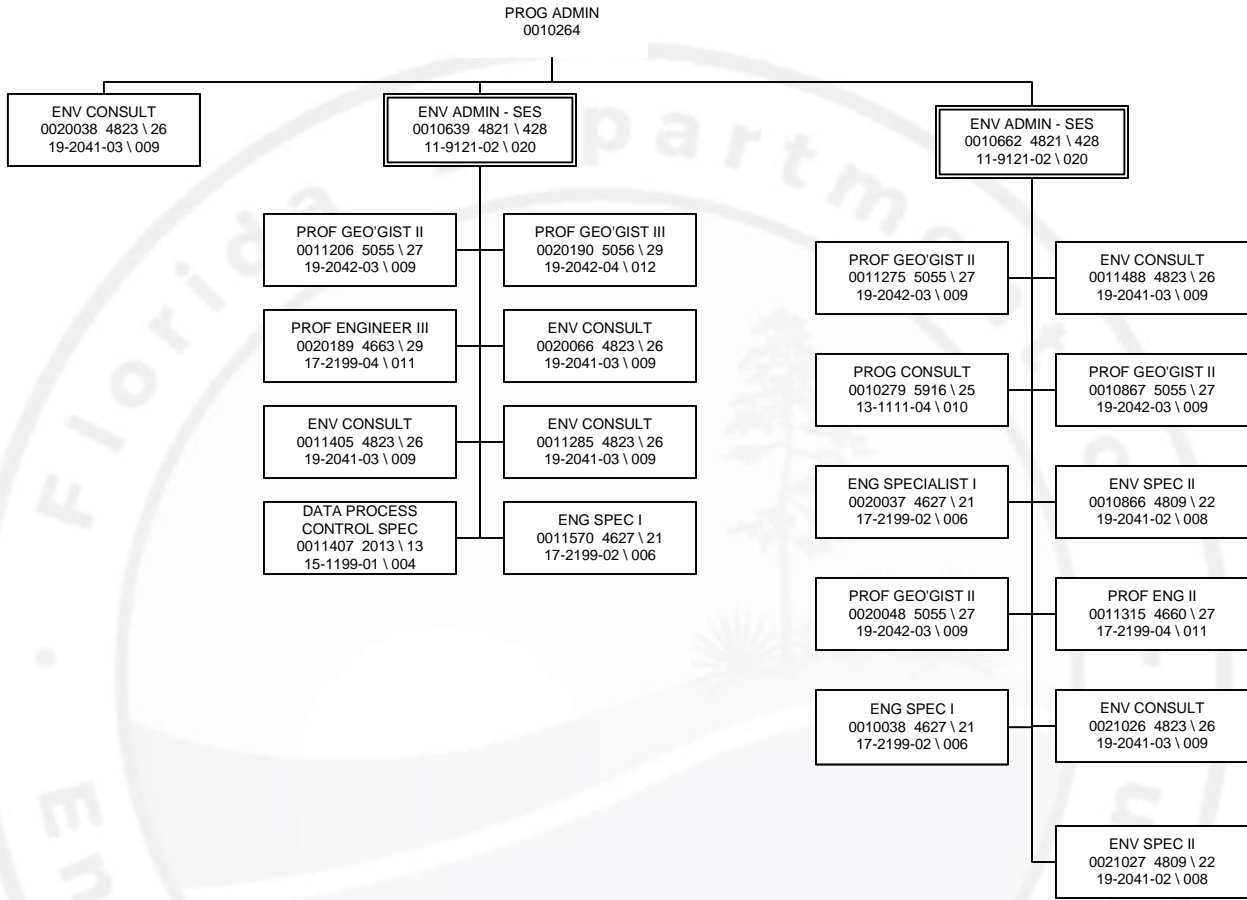 PROG ADMIN
0010264
ENV CONSULT
0020038 4823 \ 26
19-2041-03 \ 009
ENV ADMIN - SES
0010639 4821 \ 428
11-9121-02 \ 020
ENV ADMIN - SES
0010662 4821 \ 428
11-9121-02 \ 020
PROF GEO'GIST II
0011206 5055 \ 27
19-2042-03 \ 009
PROF GEO'GIST III
0020190 5056 \ 29
19-2042-04 \ 012
PROF ENGINEER III
0020189 4663 \ 29
17-2199-04 \ 011
ENV CONSULT
0020066 4823 \ 26
19-2041-03 \ 009
ENV CONSULT
0011405 4823 \ 26
19-2041-03 \ 009
ENV CONSULT
0011285 4823 \ 26
19-2041-03 \ 009
DATA PROCESS
CONTROL SPEC
0011407 2013 \ 13
15-1199-01 \ 004
ENG SPEC I
0011570 4627 \ 21
17-2199-02 \ 006
PROF GEO'GIST II
0011275 5055 \ 27
19-2042-03 \ 009
ENV CONSULT
0011488 4823 \ 26
19-2041-03 \ 009
PROG CONSULT
0010279 5916 \ 25
13-1111-04 \ 010
PROF GEO'GIST II
0010867 5055 \ 27
19-2042-03 \ 009
ENG SPECIALIST I
0020037 4627 \ 21
17-2199-02 \ 006
ENV SPEC II
0010866 4809 \ 22
19-2041-02 \ 008
PROF GEO'GIST II
0020048 5055 \ 27
19-2042-03 \ 009
PROF ENG II
0011315 4660 \ 27
17-2199-04 \ 011
ENG SPEC I
0010038 4627 \ 21
17-2199-02 \ 006
ENV CONSULT
0021026 4823 \ 26
19-2041-03 \ 009
ENV SPEC II
0021027 4809 \ 22
19-2041-02 \ 008
Florida